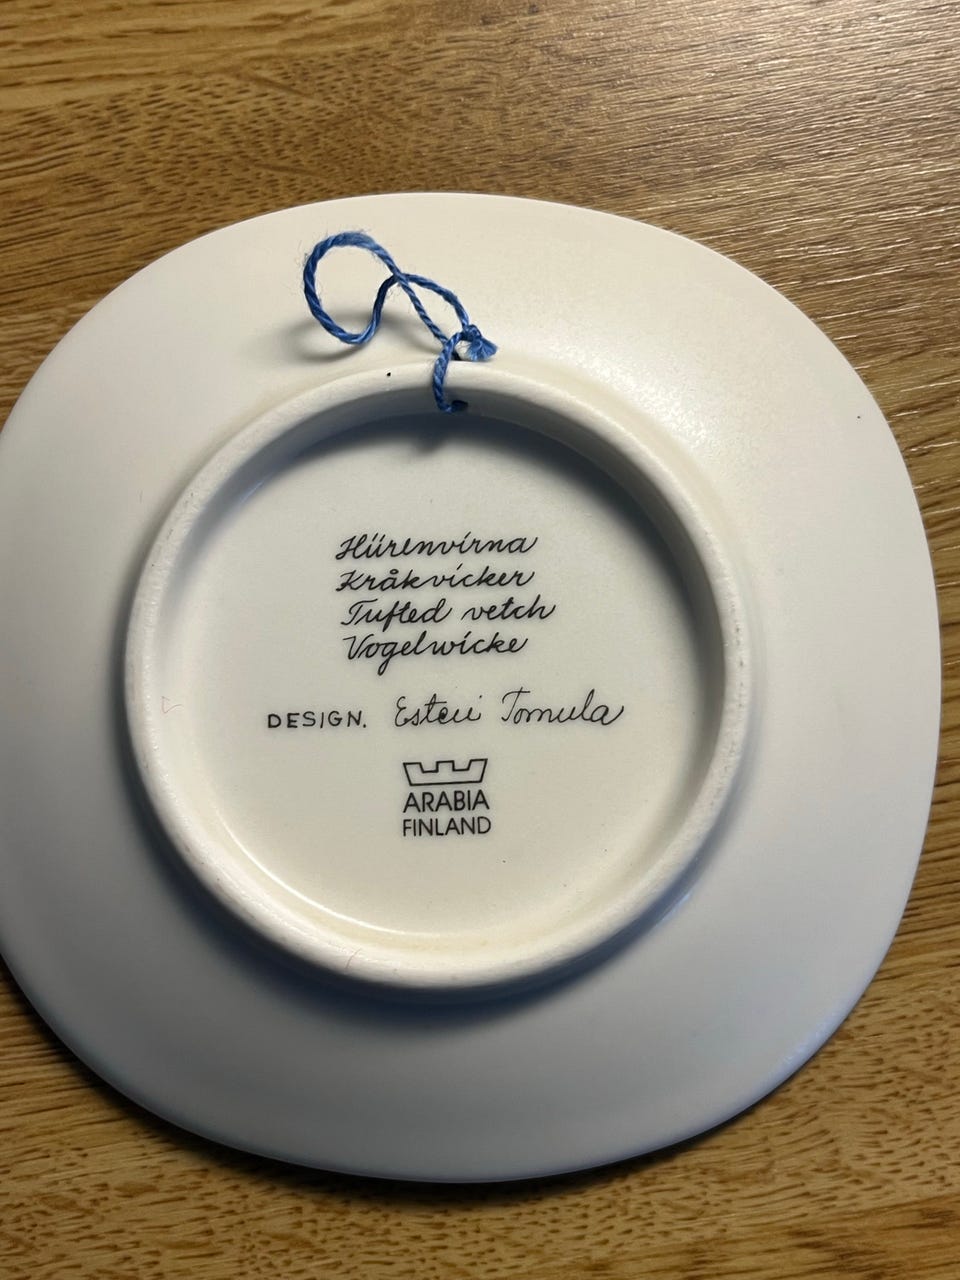 Hiirenvirna
Kråkvicker
Tufted vetch
Vogelwicke
DESIGN. Esteri Tomula
ARABIA
FINLAND